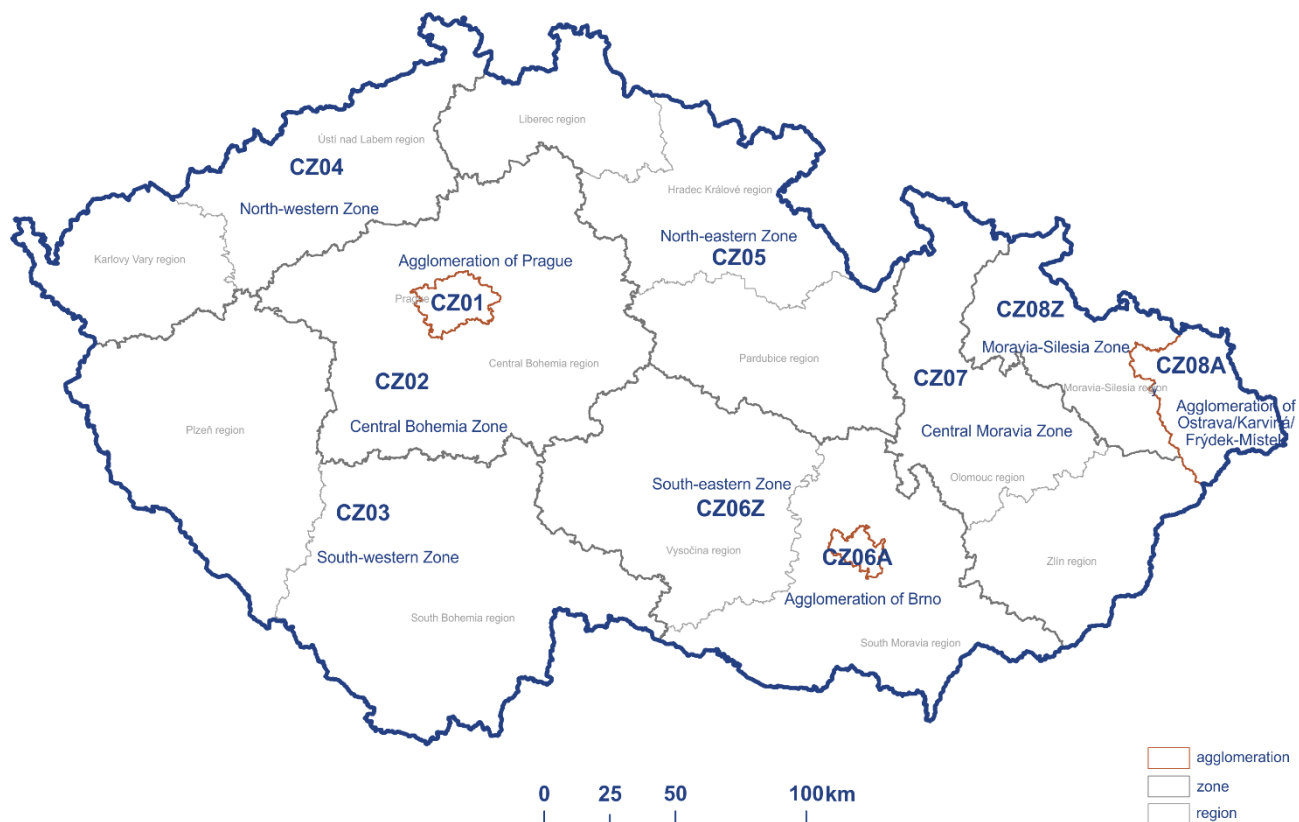 Liberec region
Ústí nad Labem region
CZ04
Hradec Králové region
North-western Zone
North-eastern Zone
CZ05
Karlovy Vary region
Agglomeration of Prague
Prague
CZ01
CZ08Z
Moravia-Silesia Zone
Central Bohemia region
Pardubice region
CZ08A
CZ02
CZ07
Moravia-Silesia region
Agglomeration of
Ostrava/Karviná/
Frýdek-Místek
Plzeň region
Central Bohemia Zone
Central Moravia Zone
Olomouc region
South-eastern Zone
CZ06Z
CZ03
South-western Zone
Vysočina region
CZ06A
Zlín region
Agglomeration of Brno
South Bohemia region
South Moravia region
agglomeration
zone
region
0 25 50 100km